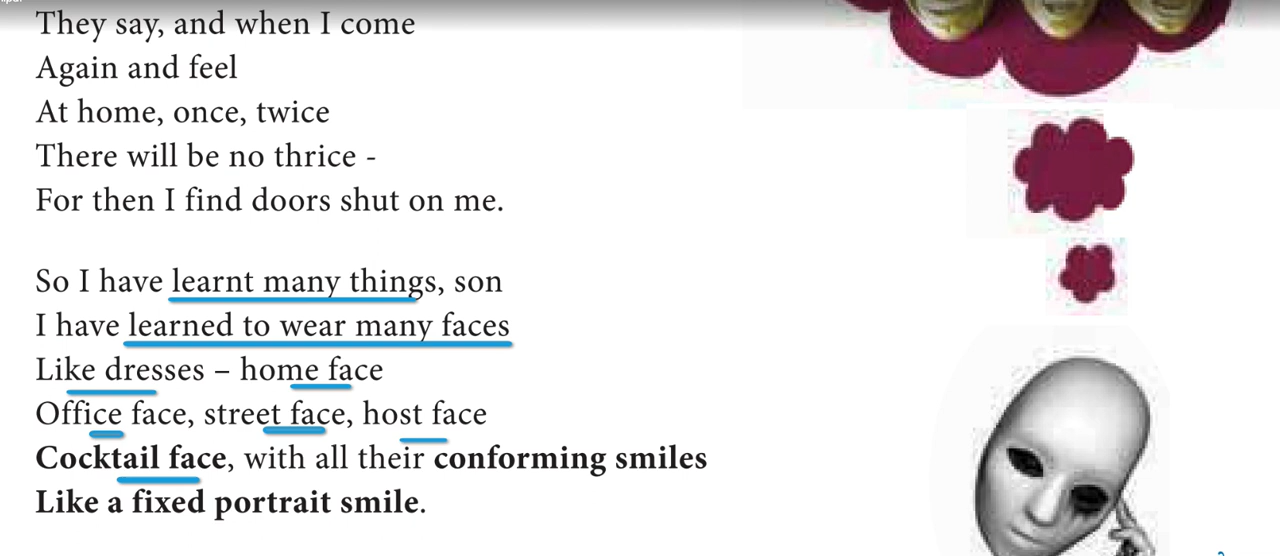 They say, and when I come
Again and feel
At home, once, twice
There will be no thrice -
For then I find doors shut on me.
So I have learnt many things, son
I have learned to wear many faces
Like dresses – home face
Office face, street face, host face
Cocktail face, with all their conforming smiles
Like a fixed portrait smile.